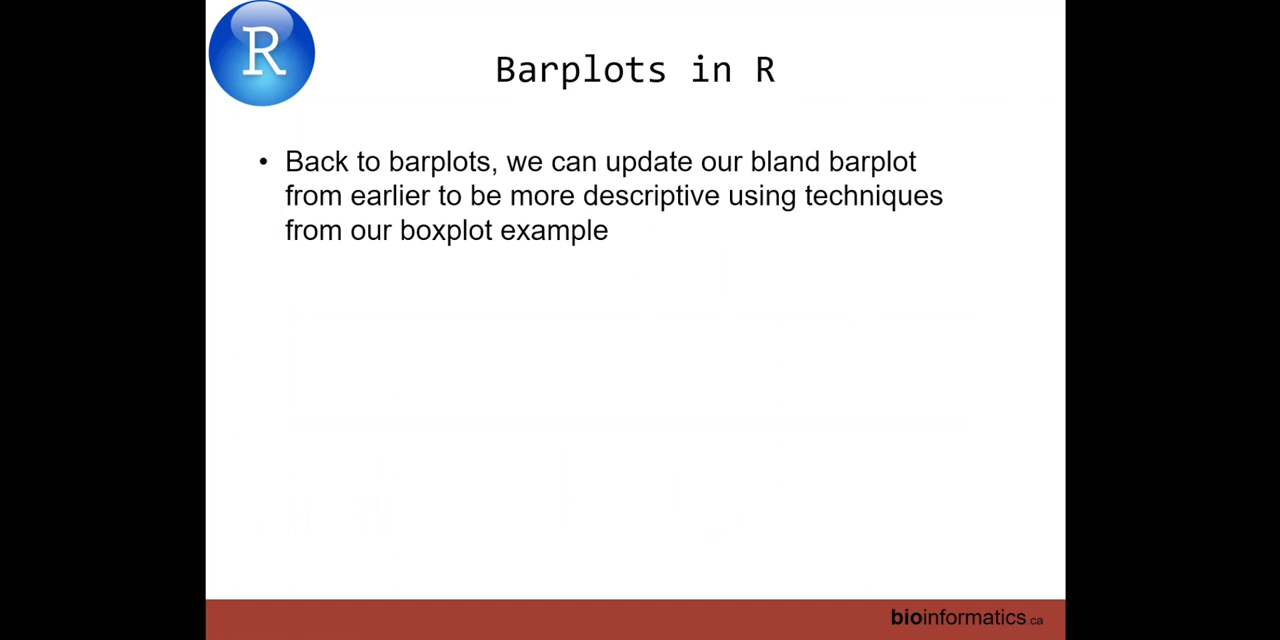 R
Barplots in R
• Back to barplots, we can update our bland barplot
from earlier to be more descriptive using techniques
from our boxplot example
bioinformatics.ca